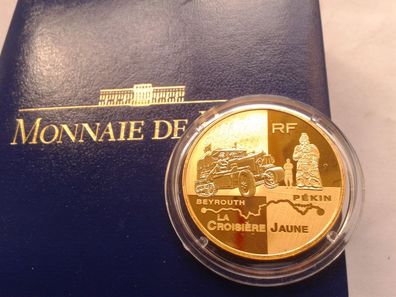 MONNAIE DE
RF
BEYROUTH PÉKIN
LA
CROISIÈRE JAUNE